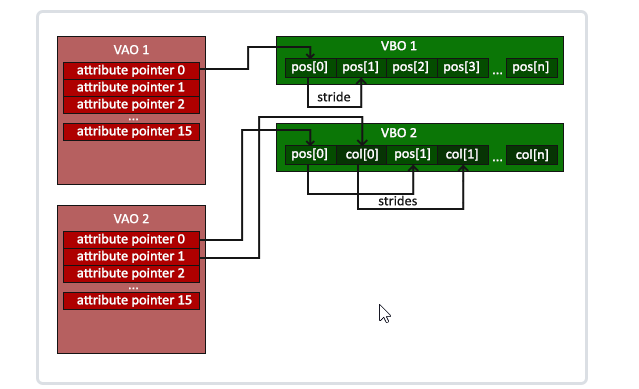 VAO 1
attribute pointer 0
attribute pointer 1
attribute pointer 2
...
attribute pointer 15
VBO 1
pos[0] pos[1] pos[2] pos[3] ... pos[n]
stride
VBO 2
pos[0] col[0] pos[1] col[1] ... col[n]
strides
VAO 2
attribute pointer 0
attribute pointer 1
attribute pointer 2
...
attribute pointer 15